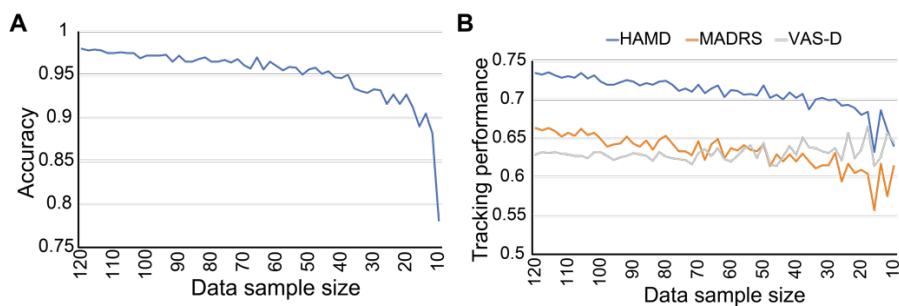 A
Accuracy
1
0.95
0.9
0.85
0.8
0.75
120 110 100 90 80 70 60 50 40 30 20 10
Data sample size
B
HAMD MADRS VAS-D
Tracking performance
0.75
0.7
0.65
0.6
0.55
0.5
120 110 100 90 80 70 60 50 40 30 20 10
Data sample size